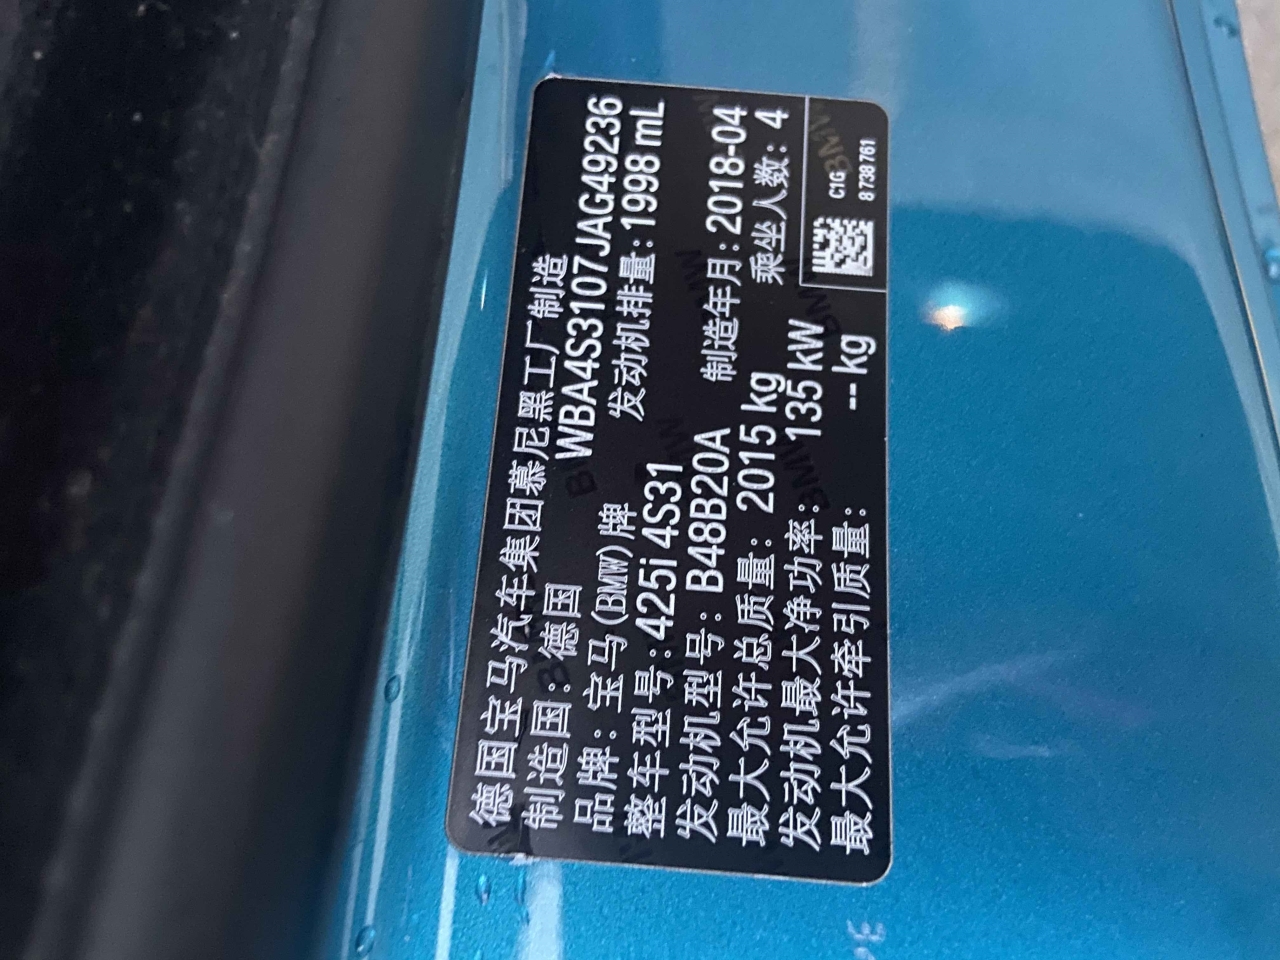 德国宝马汽车集团慕尼黑工厂制造
制造国：德国 WBA4S3107JAG49236
品牌：宝马(BMW)牌 发动机排量：1998 mL
整车型号：425i 4S31
发动机型号：B48B20A 制造年月：2018-04
最大允许总质量：2015 kg 乘坐人数：4
发动机最大净功率：135 kW
最大允许牵引质量：-- kg
C1G
8 738 761